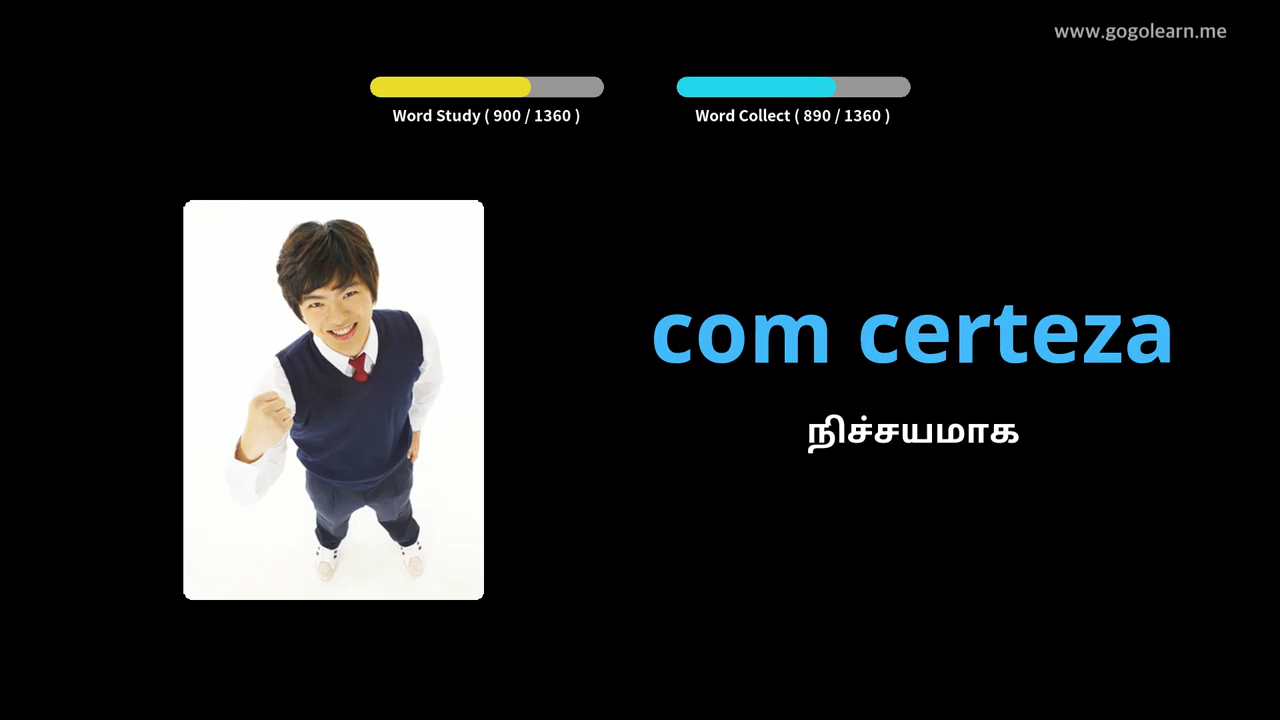 www.gogolearn.me
Word Study ( 900 / 1360 )
Word Collect ( 890 / 1360 )
com certeza
நிச்சயமாக